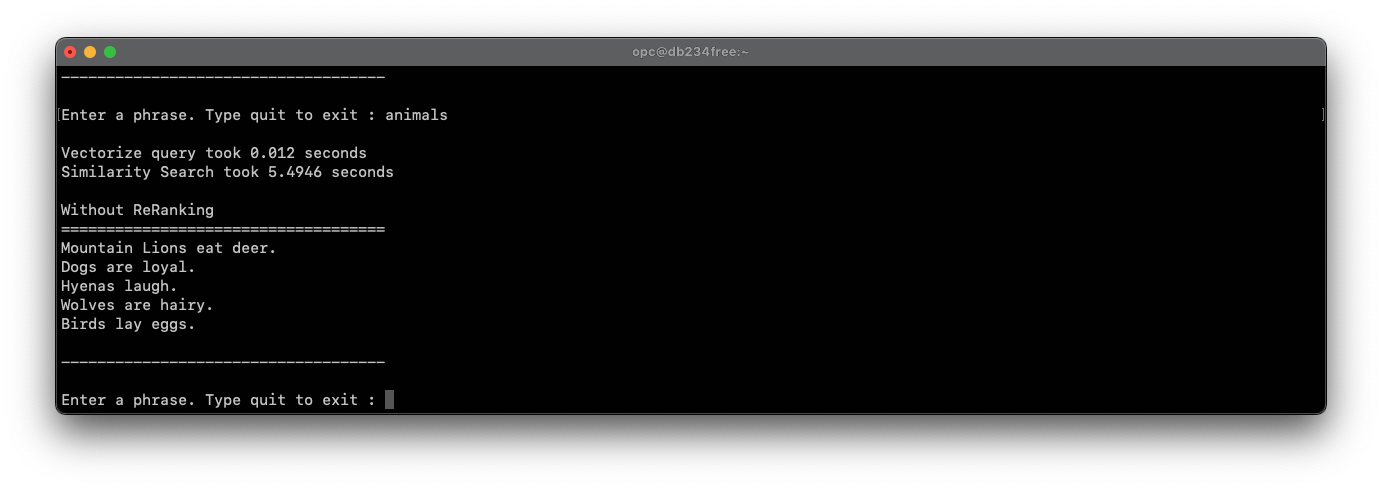 opc@db234free:~
------------------------------------
[Enter a phrase. Type quit to exit : animals ]
Vectorize query took 0.012 seconds
Similarity Search took 5.4946 seconds
Without ReRanking
====================================
Mountain Lions eat deer.
Dogs are loyal.
Hyenas laugh.
Wolves are hairy.
Birds lay eggs.
------------------------------------
Enter a phrase. Type quit to exit :